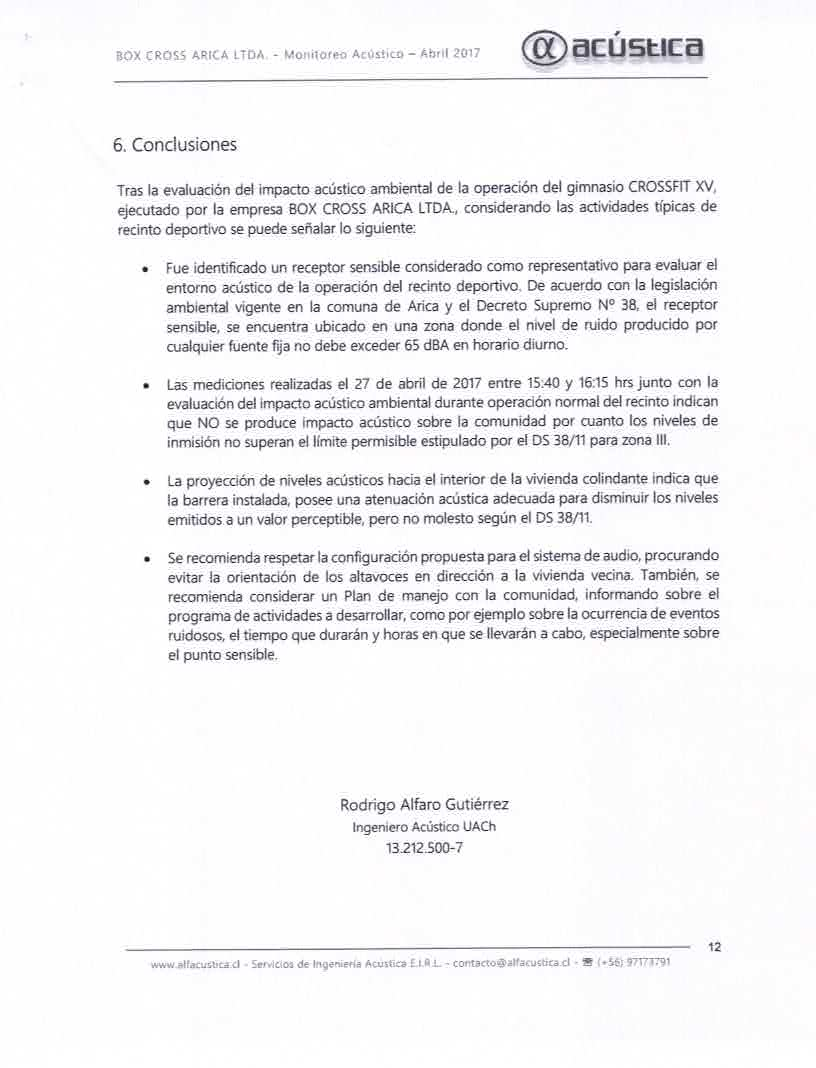 BOX CROSS ARICA LTDA. - Monitoreo Acústico – Abril 2017
α acústica
6. Conclusiones
Tras la evaluación del impacto acústico ambiental de la operación del gimnasio CROSSFIT XV,
ejecutado por la empresa BOX CROSS ARICA LTDA., considerando las actividades típicas de
recinto deportivo se puede señalar lo siguiente:
• Fue identificado un receptor sensible considerado como representativo para evaluar el
entorno acústico de la operación del recinto deportivo. De acuerdo con la legislación
ambiental vigente en la comuna de Arica y el Decreto Supremo Nº 38, el receptor
sensible, se encuentra ubicado en una zona donde el nivel de ruido producido por
cualquier fuente fija no debe exceder 65 dBA en horario diurno.
• Las mediciones realizadas el 27 de abril de 2017 entre 15:40 y 16:15 hrs junto con la
evaluación del impacto acústico ambiental durante operación normal del recinto indican
que NO se produce impacto acústico sobre la comunidad por cuanto los niveles de
inmisión no superan el límite permisible estipulado por el DS 38/11 para zona III.
• La proyección de niveles acústicos hacia el interior de la vivienda colindante indica que
la barrera instalada, posee una atenuación acústica adecuada para disminuir los niveles
emitidos a un valor perceptible, pero no molesto según el DS 38/11.
• Se recomienda respetar la configuración propuesta para el sistema de audio, procurando
evitar la orientación de los altavoces en dirección a la vivienda vecina. También, se
recomienda considerar un Plan de manejo con la comunidad, informando sobre el
programa de actividades a desarrollar, como por ejemplo sobre la ocurrencia de eventos
ruidosos, el tiempo que durarán y horas en que se llevarán a cabo, especialmente sobre
el punto sensible.
Rodrigo Alfaro Gutiérrez
Ingeniero Acústico UACh
13.212.500-7
12
www.alfacustica.cl - Servicios de Ingeniería Acústica E.I.R.L. - contacto@alfacustica.cl - ☎ (+56) 97173791